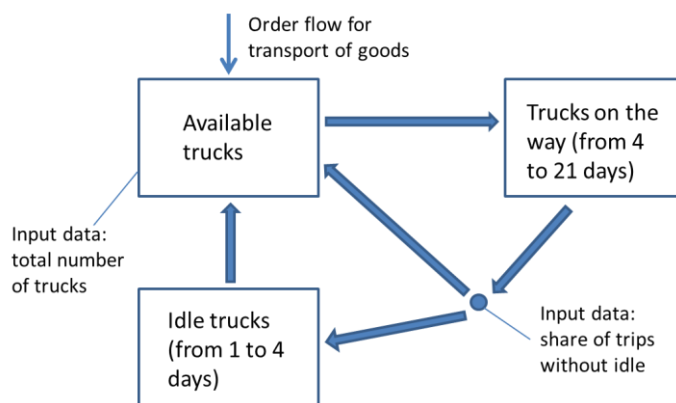 Order flow for
transport of goods
Available
trucks
Trucks on the
way (from 4
to 21 days)
Input data:
total number
of trucks
Idle trucks
(from 1 to 4
days)
Input data:
share of trips
without idle